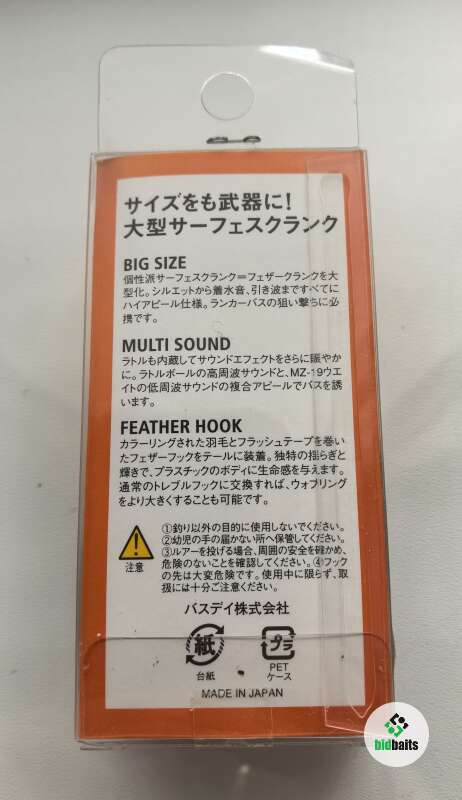 サイズをも武器に!
大型サーフェスクランク
BIG SIZE
個性派サーフェスクランク=フェザークランクを大
型化。シルエットから着水音、引き波まですべてに
ハイアピール仕様。ランカーバスの狙い撃ちに必
携です。
MULTI SOUND
ラトルも内蔵してサウンドエフェクトをさらに賑やか
に。ラトルボールの高周波サウンドと、MZ-19ウエ
イトの低周波サウンドの複合アピールでバスを誘
います。
FEATHER HOOK
カラーリングされた羽毛とフラッシュテープを巻い
たフェザーフックをテールに装着。独特の揺らぎと
輝きで、プラスチックのボディに生命感を与えます。
通常のトレブルフックに交換すれば、ウォブリング
をより大きくすることも可能です。
注意
①釣り以外の目的に使用しないでください。
②幼児の手の届かない所へ保管してください。
③ルアーを投げる場合、周囲の安全を確かめ、
危険のないことを確認してください。④フック
の先は大変危険です。使用中に限らず、取
扱には十分ご注意ください。
バスデイ株式会社
紙
台紙
プラ
PET
ケース
MADE IN JAPAN
bidbaits